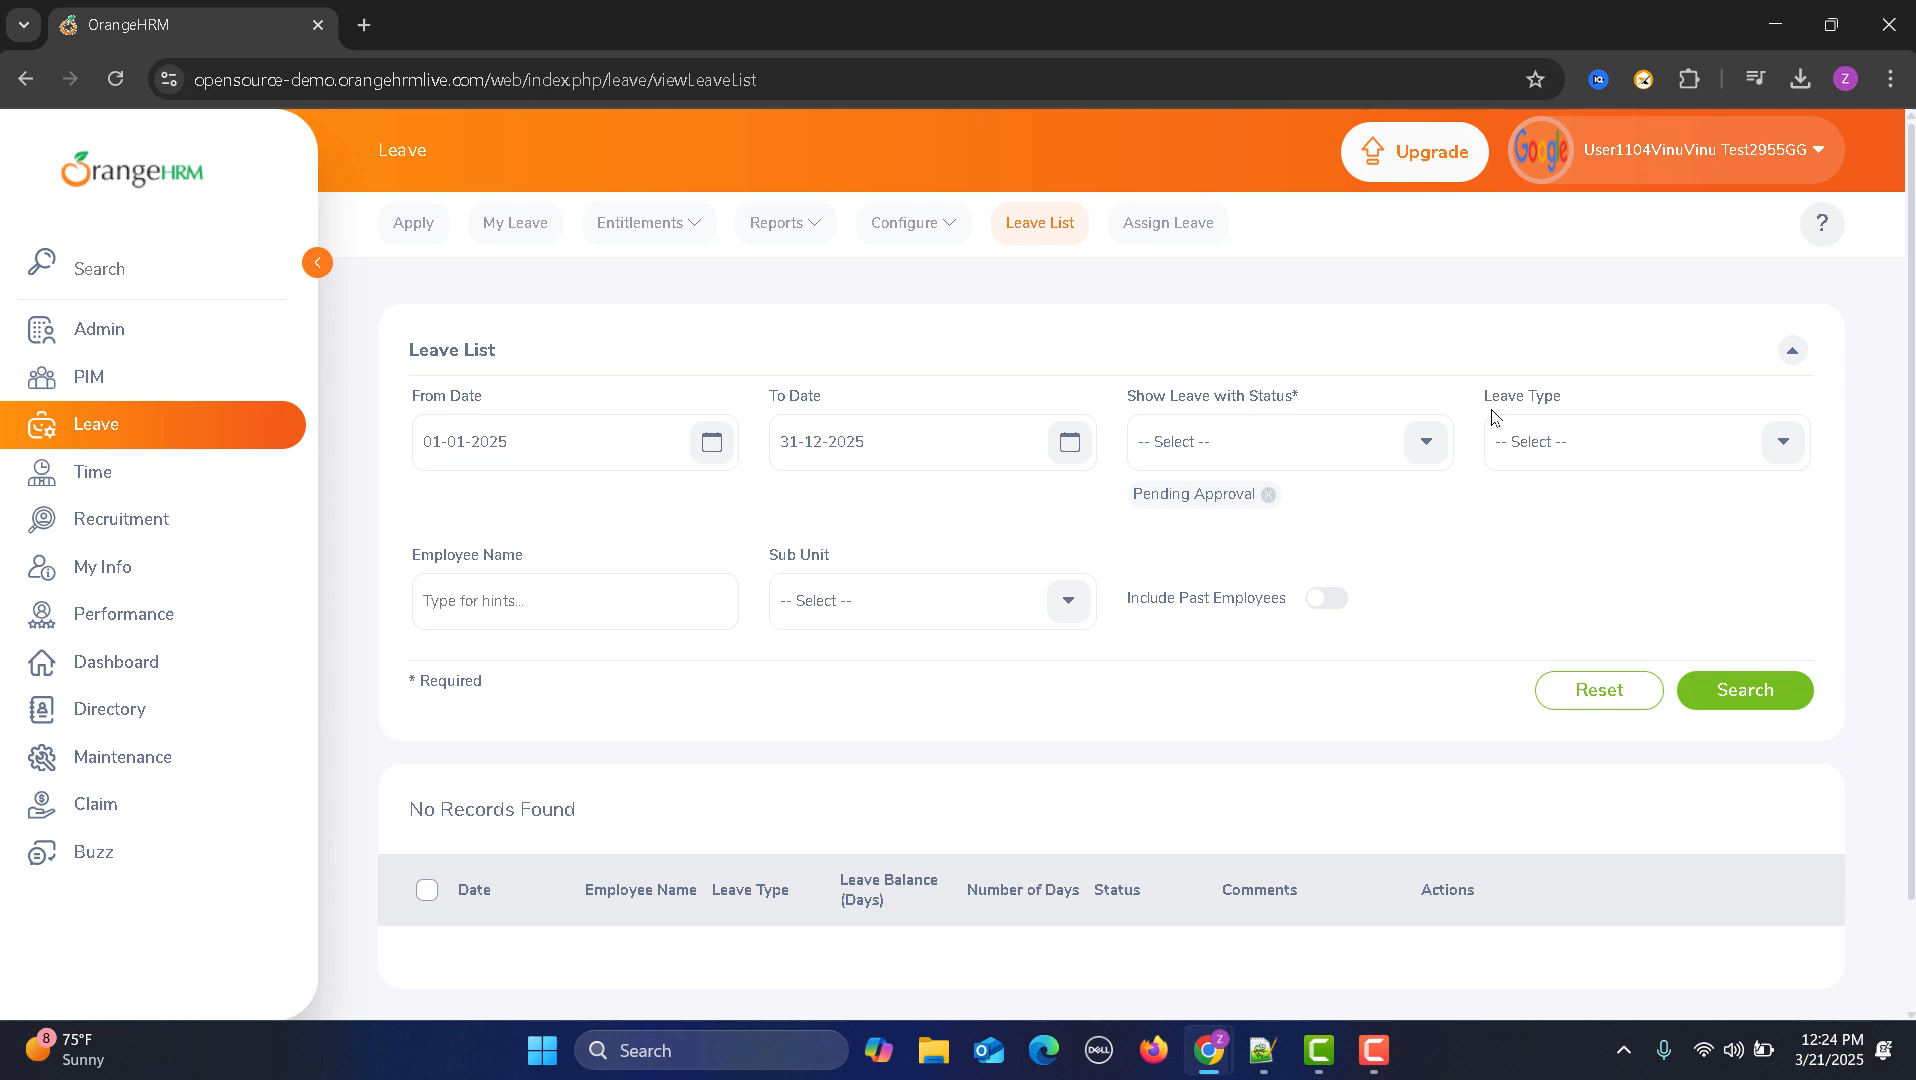 OrangeHRM
opensource-demo.orangehrmlive.com/web/index.php/leave/viewLeaveList
Z
OrangeHRM
Leave
Upgrade
Google
User1104VinuVinu Test2955GG
Apply
My Leave
Entitlements
Reports
Configure
Leave List
Assign Leave
?
Search
Admin
PIM
Leave
Time
Recruitment
My Info
Performance
Dashboard
Directory
Maintenance
Claim
Buzz
Leave List
From Date
To Date
Show Leave with Status*
Leave Type
01-01-2025
31-12-2025
-- Select --
-- Select --
Pending Approval
Employee Name
Sub Unit
Type for hints...
-- Select --
Include Past Employees
* Required
Reset
Search
No Records Found
Date
Employee Name
Leave Type
Leave Balance
(Days)
Number of Days
Status
Comments
Actions
8
75°F
Sunny
Search
DELL
Z
12:24 PM
3/21/2025